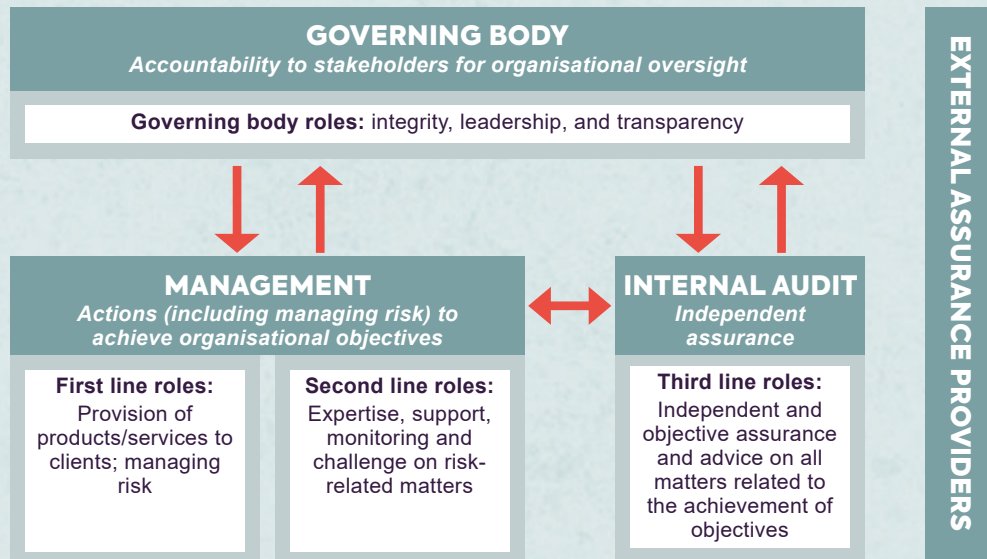 GOVERNING BODY
Accountability to stakeholders for organisational oversight
Governing body roles: integrity, leadership, and transparency
MANAGEMENT
Actions (including managing risk) to
achieve organisational objectives
First line roles:
Provision of
products/services to
clients; managing
risk
Second line roles:
Expertise, support,
monitoring and
challenge on risk-
related matters
INTERNAL AUDIT
Independent
assurance
Third line roles:
Independent and
objective assurance
and advice on all
matters related to
the achievement of
objectives
EXTERNAL ASSURANCE PROVIDERS